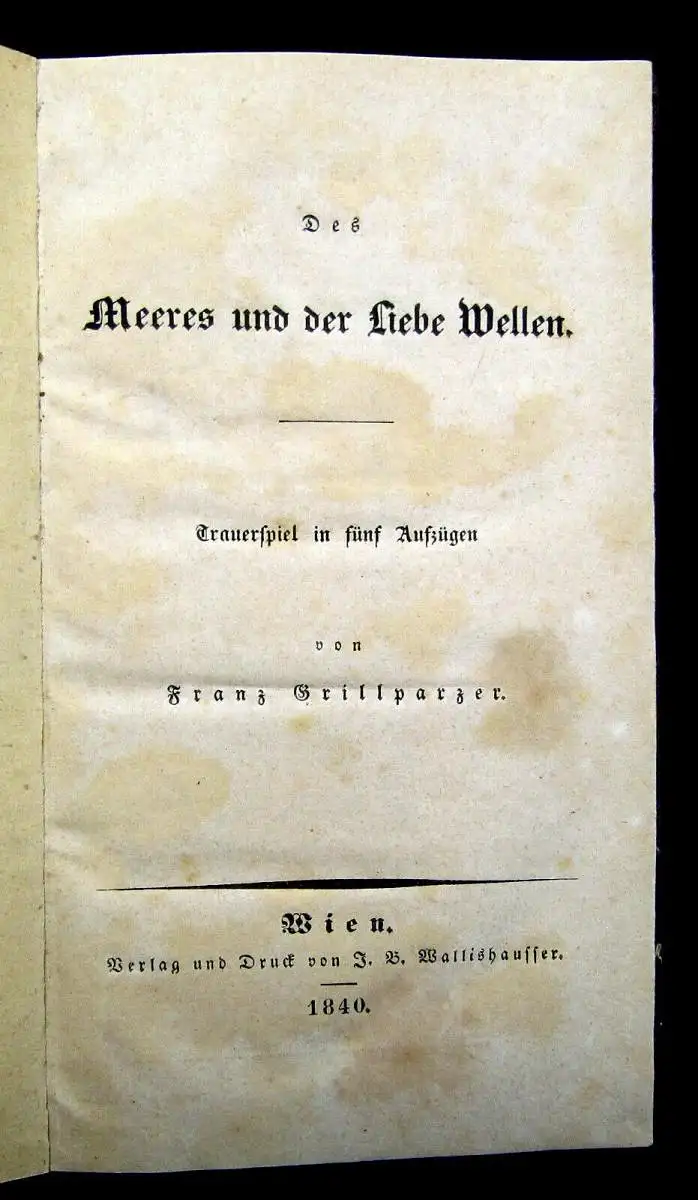 Des
Meeres und der Liebe Wellen.
Trauerſpiel in fünf Aufzügen
von
Franz Grillparzer.
Wien.
Verlag und Druck von J. B. Wallishauſſer.
1840.